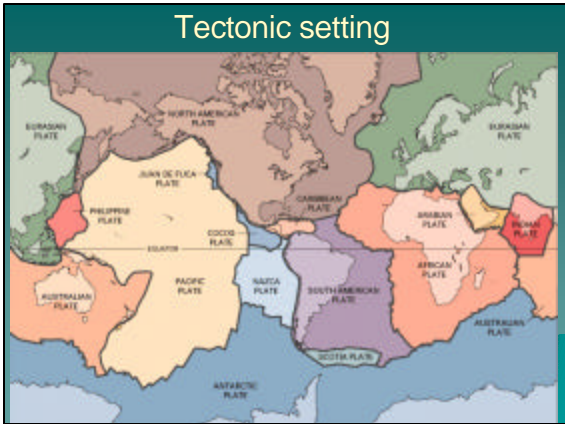 Tectonic setting
EURASIAN
PLATE
NORTH AMERICAN
PLATE
EURASIAN
PLATE
JUAN DE FUCA
PLATE
CARIBBEAN
PLATE
PHILIPPINE
PLATE
ARABIAN
PLATE
INDIAN
PLATE
COCOS
PLATE
EQUATOR
AUSTRALIAN
PLATE
PACIFIC
PLATE
NAZCA
PLATE
SOUTH AMERICAN
PLATE
AFRICAN
PLATE
AUSTRALIAN
PLATE
SCOTIA PLATE
ANTARCTIC
PLATE